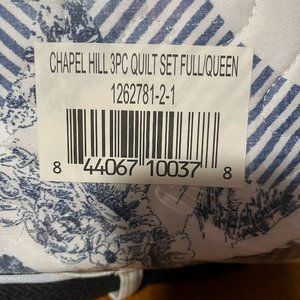 CHAPEL HILL 3PC QUILT SET FULL/QUEEN
1262781-2-1
8 44067 10037 8